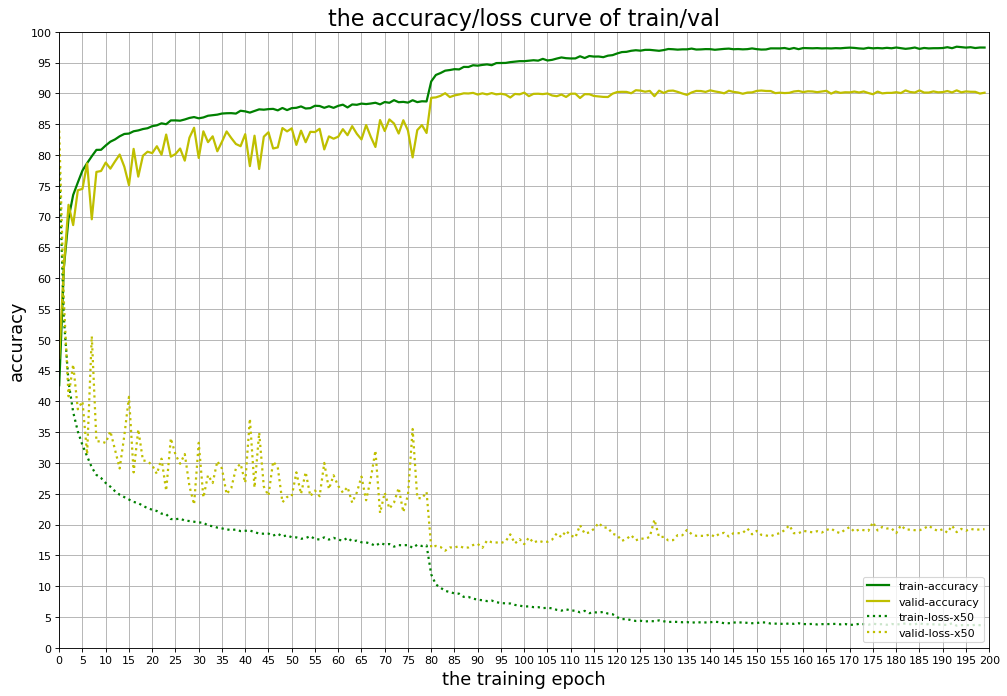 the accuracy/loss curve of train/val
100
95
90
85
80
75
70
65
60
55
50
45
40
35
30
25
20
15
10
5
0
accuracy
train-accuracy
valid-accuracy
train-loss-x50
valid-loss-x50
0 5 10 15 20 25 30 35 40 45 50 55 60 65 70 75 80 85 90 95 100 105 110 115 120 125 130 135 140 145 150 155 160 165 170 175 180 185 190 195 200
the training epoch